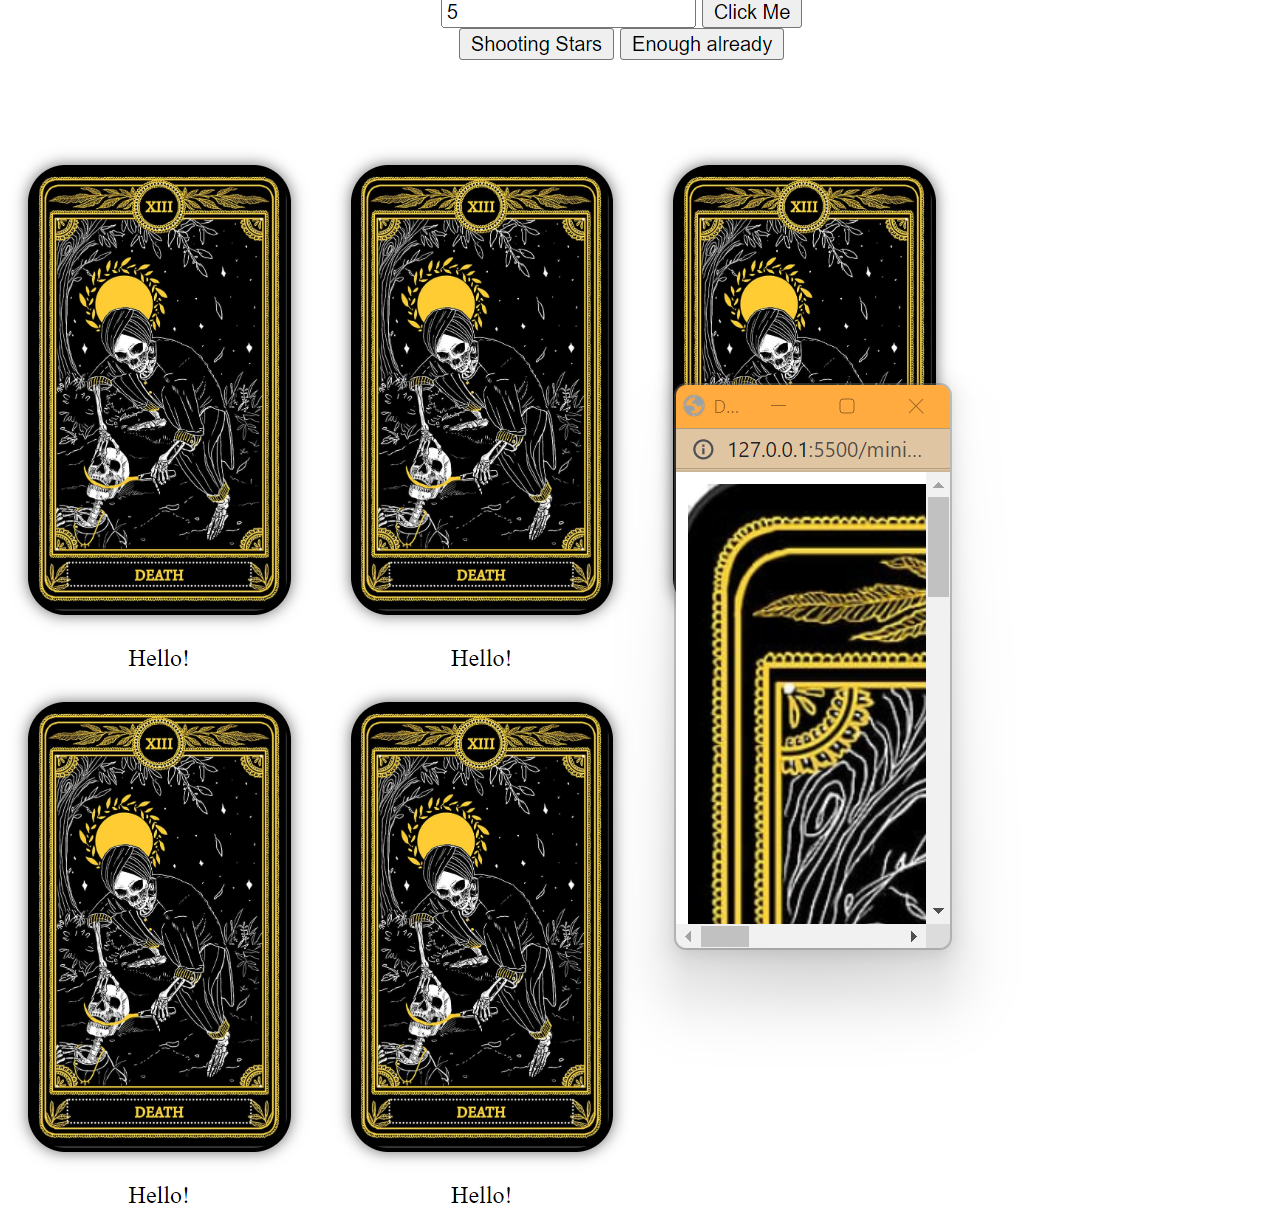 5 Click Me
Shooting Stars Enough already
XIII XIII XIII
D...
127.0.0.1:5500/mini...
DEATH DEATH
Hello! Hello!
XIII XIII
DEATH DEATH
Hello! Hello!